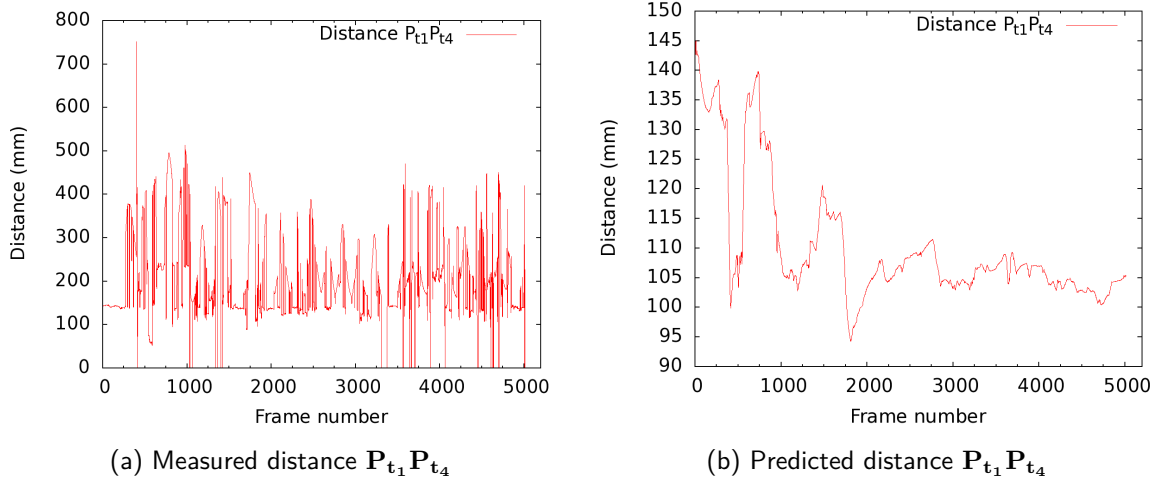 Distance P_t1P_t4
800
700
600
500
400
300
200
100
0
0 1000 2000 3000 4000 5000
Distance (mm)
Frame number
(a) Measured distance P_t1P_t4
Distance P_t1P_t4
150
145
140
135
130
125
120
115
110
105
100
95
90
0 1000 2000 3000 4000 5000
Distance (mm)
Frame number
(b) Predicted distance P_t1P_t4